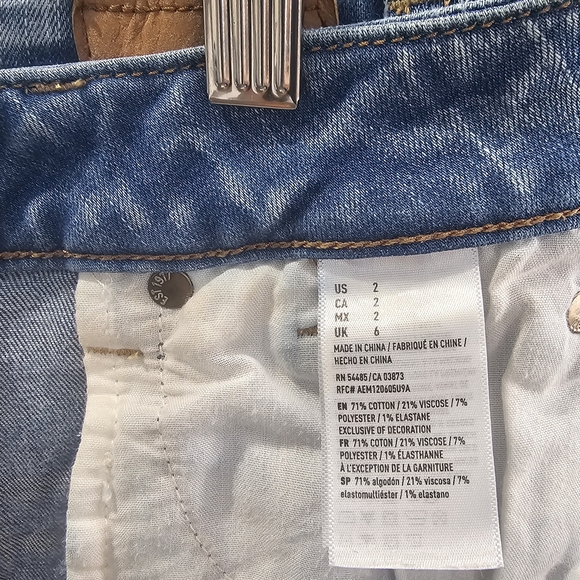 EST 1977
US 2
CA 2
MX 2
UK 6
MADE IN CHINA / FABRIQUÉ EN CHINE /
HECHO EN CHINA
RN 54485/CA 03873
RFC# AEM120605U9A
EN 71% COTTON / 21% VISCOSE / 7%
POLYESTER / 1% ELASTANE
EXCLUSIVE OF DECORATION
FR 71% COTON / 21% VISCOSE / 7%
POLYESTER / 1% ÉLASTHANNE
À L'EXCEPTION DE LA GARNITURE
SP 71% algodón / 21% viscosa / 7%
elastomultiéster / 1% elastano